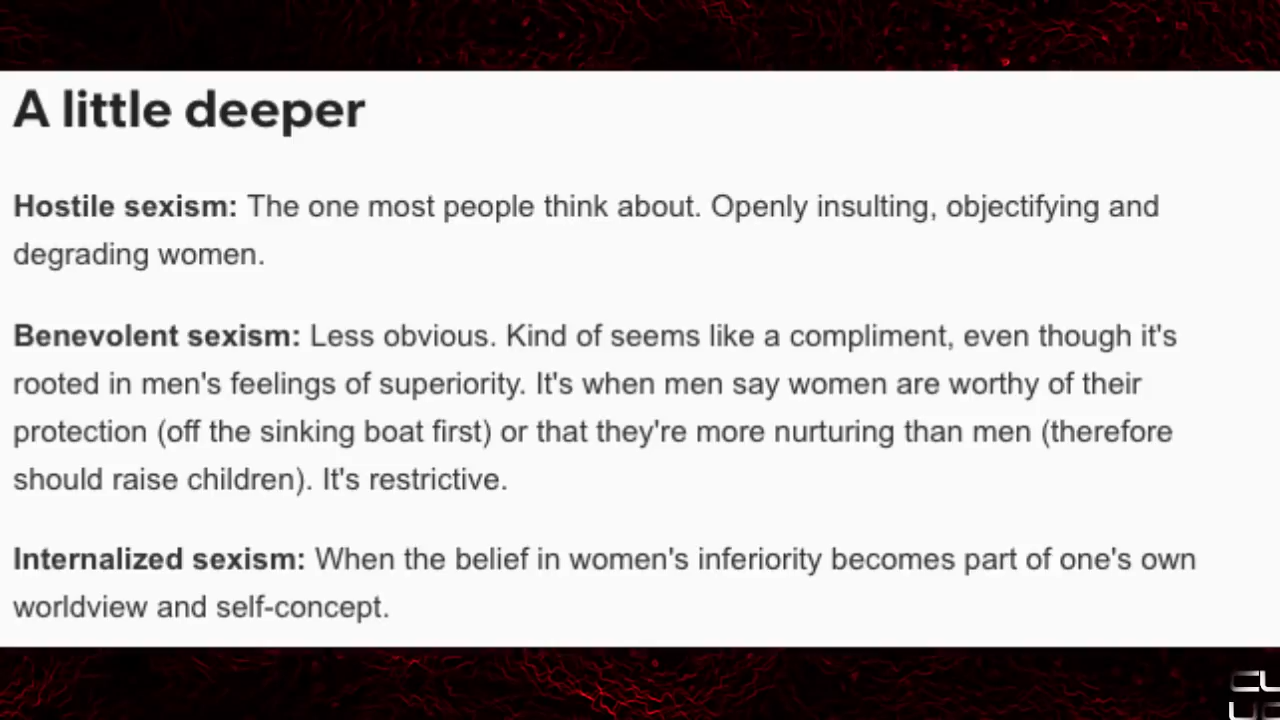 A little deeper
Hostile sexism: The one most people think about. Openly insulting, objectifying and
degrading women.
Benevolent sexism: Less obvious. Kind of seems like a compliment, even though it's
rooted in men's feelings of superiority. It's when men say women are worthy of their
protection (off the sinking boat first) or that they're more nurturing than men (therefore
should raise children). It's restrictive.
Internalized sexism: When the belief in women's inferiority becomes part of one's own
worldview and self-concept.